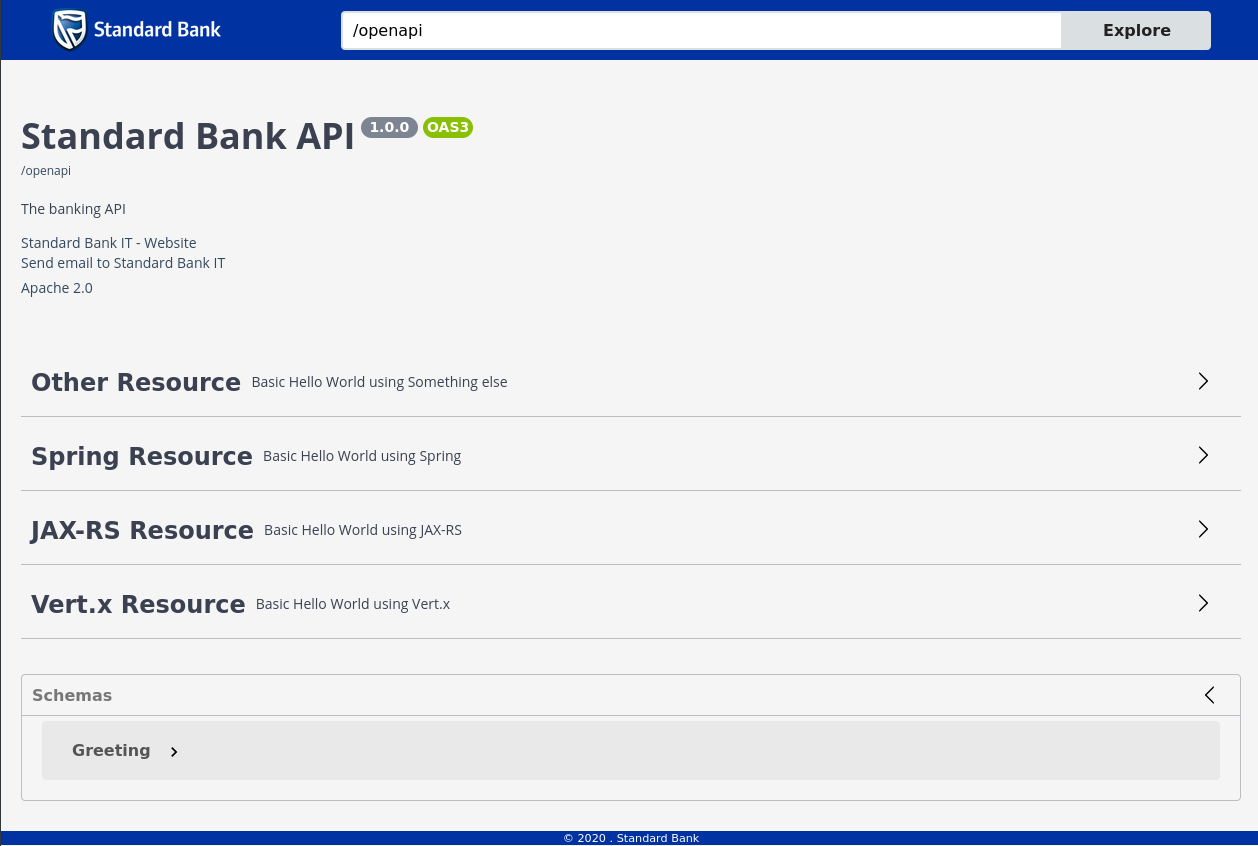 Standard Bank
/openapi
Explore
Standard Bank API 1.0.0 OAS3
/openapi
The banking API
Standard Bank IT - Website
Send email to Standard Bank IT
Apache 2.0
Other Resource Basic Hello World using Something else
Spring Resource Basic Hello World using Spring
JAX-RS Resource Basic Hello World using JAX-RS
Vert.x Resource Basic Hello World using Vert.x
Schemas
Greeting
© 2020 . Standard Bank